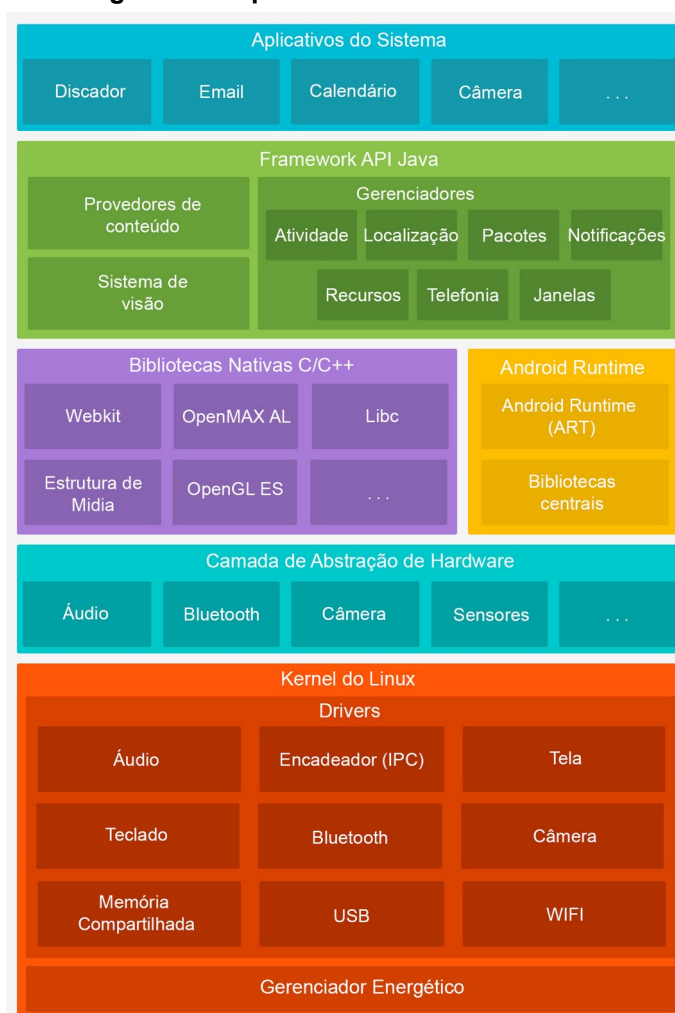 Aplicativos do Sistema
Discador
Email
Calendário
Câmera
. . .
Framework API Java
Provedores de
conteúdo
Sistema de
visão
Gerenciadores
Atividade
Localização
Pacotes
Notificações
Recursos
Telefonia
Janelas
Bibliotecas Nativas C/C++
Webkit
OpenMAX AL
Libc
Estrutura de
Midia
OpenGL ES
. . .
Android Runtime
Android Runtime
(ART)
Bibliotecas
centrais
Camada de Abstração de Hardware
Áudio
Bluetooth
Câmera
Sensores
. . .
Kernel do Linux
Drivers
Áudio
Encadeador (IPC)
Tela
Teclado
Bluetooth
Câmera
Memória
Compartilhada
USB
WIFI
Gerenciador Energético